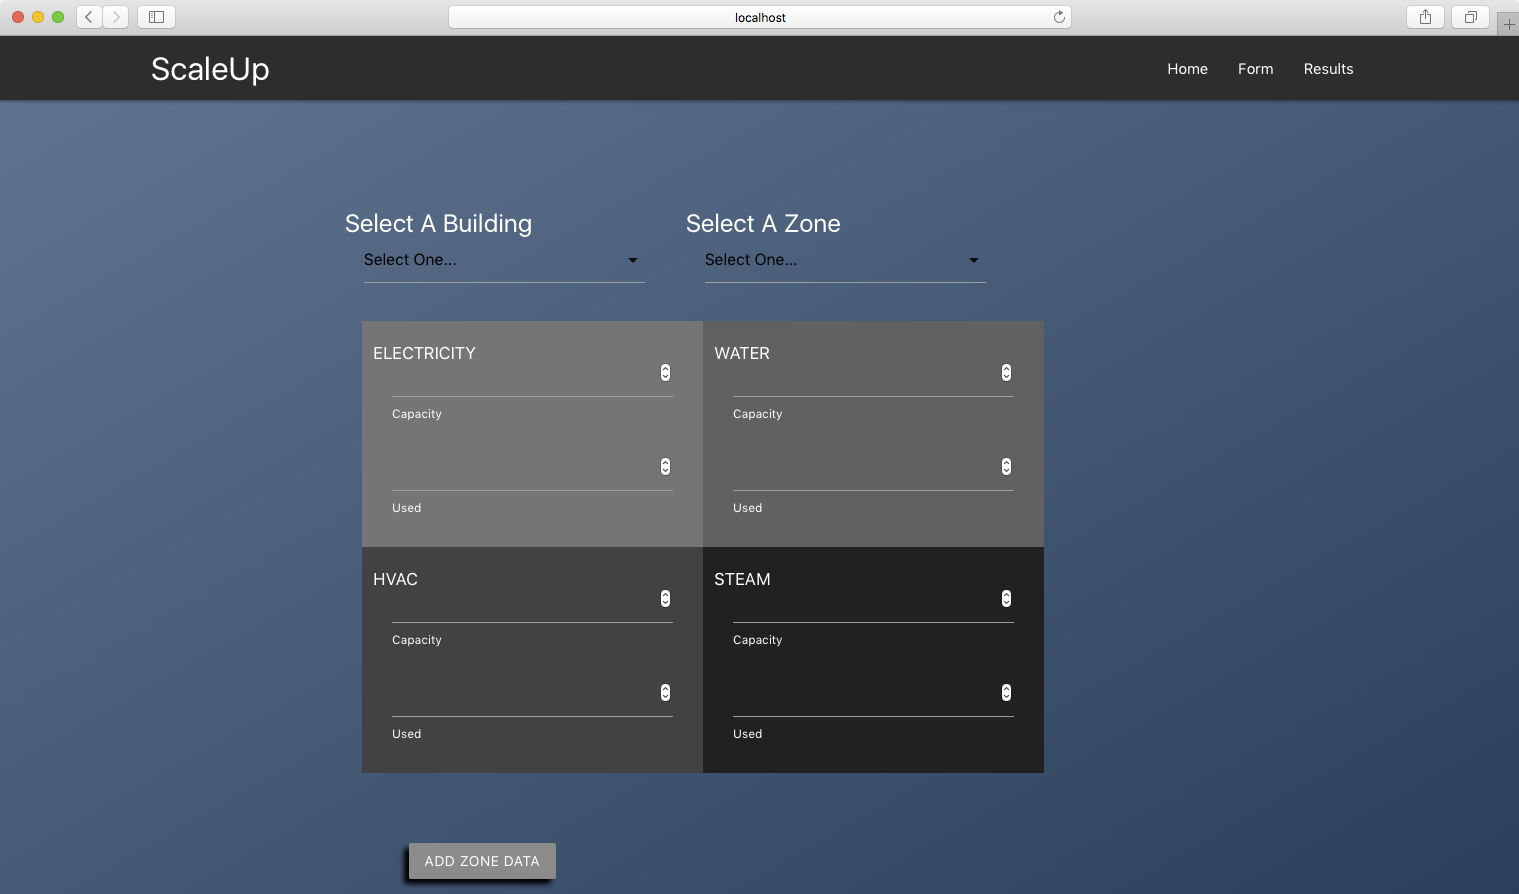 localhost
ScaleUp
Home Form Results
Select A Building Select A Zone
Select One... Select One...
ELECTRICITY WATER
Capacity Capacity
Used Used
HVAC STEAM
Capacity Capacity
Used Used
ADD ZONE DATA